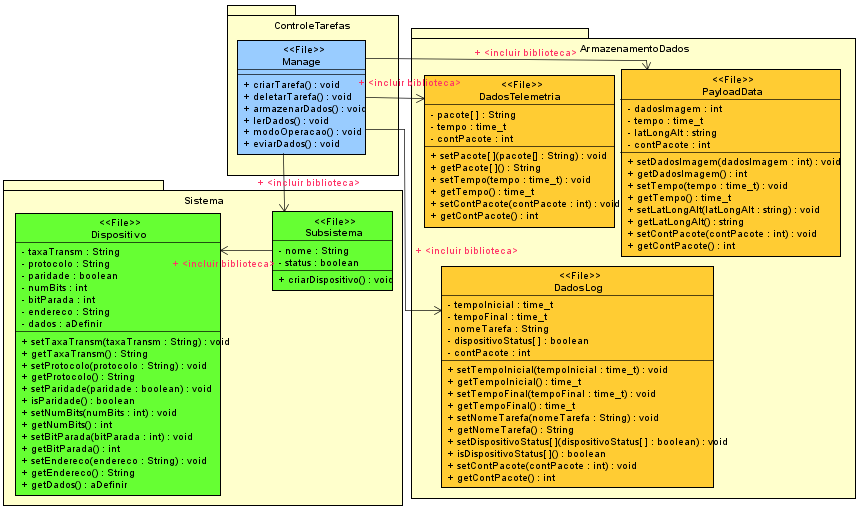 ControleTarefas
<<File>>
Manage
+ criarTarefa() : void
+ deletarTarefa() : void
+ armazenarDados() : void
+ lerDados() : void
+ modoOperacao() : void
+ eviarDados() : void
+ <incluir biblioteca>
+ <incluir biblioteca>
+ <incluir biblioteca>
+ <incluir biblioteca>
ArmazenamentoDados
<<File>>
DadosTelemetria
- pacote[ ] : String
- tempo : time_t
- contPacote : int
+ setPacote[ ](pacote[] : String) : void
+ getPacote[ ]() : String
+ setTempo(tempo : time_t) : void
+ getTempo() : time_t
+ setContPacote(contPacote : int) : void
+ getContPacote() : int
<<File>>
PayloadData
- dadosImagem : int
- tempo : time_t
- latLongAlt : string
- contPacote : int
+ setDadosImagem(dadosImagem : int) : void
+ getDadosImagem() : int
+ setTempo(tempo : time_t) : void
+ getTempo() : time_t
+ setLatLongAlt(latLongAlt : string) : void
+ getLatLongAlt() : string
+ setContPacote(contPacote : int) : void
+ getContPacote() : int
<<File>>
DadosLog
- tempoInicial : time_t
- tempoFinal : time_t
- nomeTarefa : String
- dispositivoStatus[ ] : boolean
- contPacote : int
+ setTempoInicial(tempoInicial : time_t) : void
+ getTempoInicial() : time_t
+ setTempoFinal(tempoFinal : time_t) : void
+ getTempoFinal() : time_t
+ setNomeTarefa(nomeTarefa : String) : void
+ getNomeTarefa() : String
+ setDispositivoStatus[ ](dispositivoStatus[ ] : boolean) : void
+ isDispositivoStatus[ ]() : boolean
+ setContPacote(contPacote : int) : void
+ getContPacote() : int
Sistema
<<File>>
Dispositivo
- taxaTransm : String
- protocolo : String
- paridade : boolean
- numBits : int
- bitParada : int
- endereco : String
- dados : aDefinir
+ setTaxaTransm(taxaTransm : String) : void
+ getTaxaTransm() : String
+ setProtocolo(protocolo : String) : void
+ getProtocolo() : String
+ setParidade(paridade : boolean) : void
+ isParidade() : boolean
+ setNumBits(numBits : int) : void
+ getNumBits() : int
+ setBitParada(bitParada : int) : void
+ getBitParada() : int
+ setEndereco(endereco : String) : void
+ getEndereco() : String
+ getDados() : aDefinir
<<File>>
Subsistema
- nome : String
- status : boolean
+ criarDispositivo() : void
+ <incluir biblioteca>